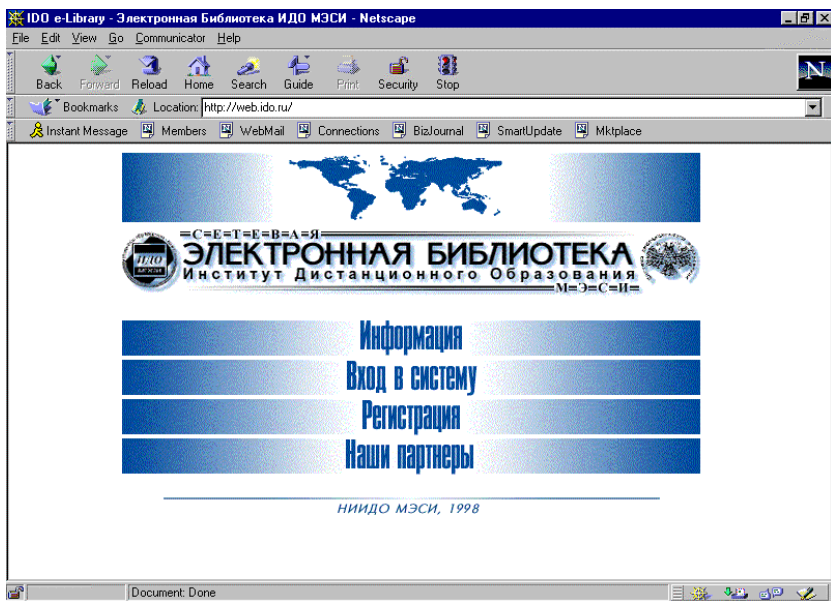 IDO e-Library - Электронная Библиотека ИДО МЭСИ - Netscape
File Edit View Go Communicator Help
Back Forward Reload Home Search Guide Print Security Stop
N
Bookmarks Location: http://web.ido.ru/
Instant Message Members WebMail Connections BizJournal SmartUpdate Mktplace
=С=Е=Т=Е=В=А=Я=
ИДО МЭСИ
ЭЛЕКТРОННАЯ БИБЛИОТЕКА
Институт Дистанционного Образования
М=Э=С=И=
Информация
Вход в систему
Регистрация
Наши партнеры
НИИДО МЭСИ, 1998
Document: Done